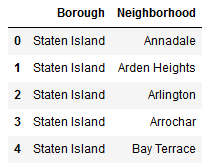 Borough Neighborhood
0 Staten Island Annadale
1 Staten Island Arden Heights
2 Staten Island Arlington
3 Staten Island Arrochar
4 Staten Island Bay Terrace